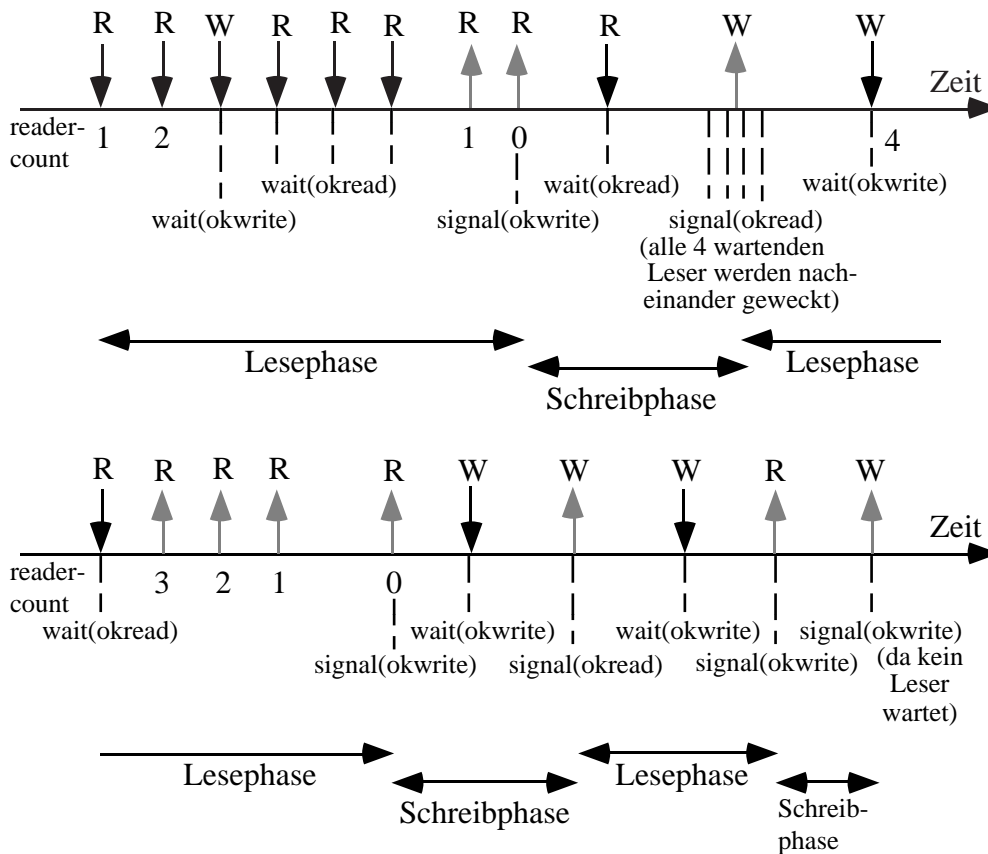 R R W R R R R R R W W
Zeit
reader-
count
1 2 1 0 4
wait(okread) wait(okread) wait(okwrite)
wait(okwrite) signal(okwrite) signal(okread)
(alle 4 wartenden
Leser werden nach-
einander geweckt)
Lesephase Lesephase
Schreibphase
R R R R R W W W R W
Zeit
reader-
count
3 2 1 0
wait(okread) wait(okwrite) wait(okwrite) signal(okwrite)
signal(okwrite) signal(okread) signal(okwrite) (da kein
Leser
wartet)
Lesephase Lesephase
Schreibphase Schreib-
phase